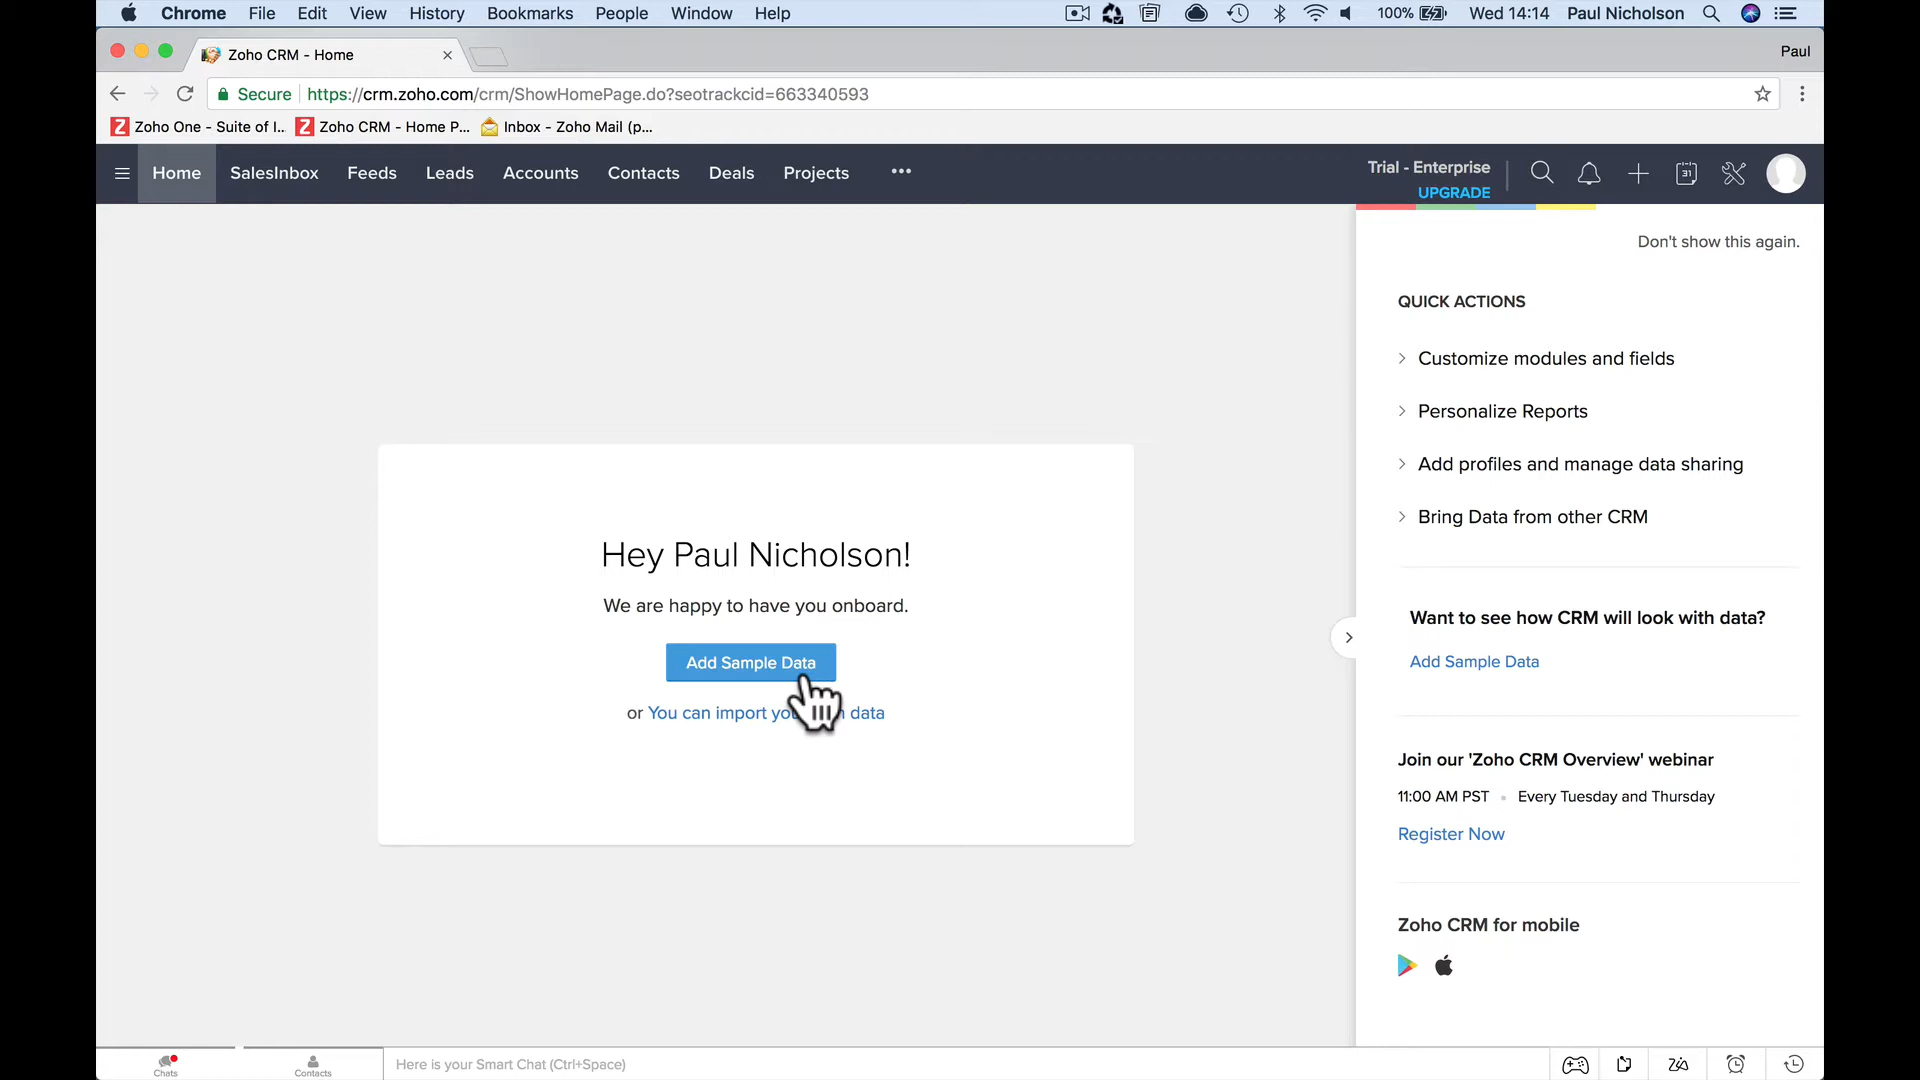 Chrome File Edit View History Bookmarks People Window Help 100% Wed 14:14 Paul Nicholson
Zoho CRM - Home Paul
Secure https://crm.zoho.com/crm/ShowHomePage.do?seotrackcid=663340593
Zoho One - Suite of I... Zoho CRM - Home P... Inbox - Zoho Mail (p...
Home SalesInbox Feeds Leads Accounts Contacts Deals Projects ••• Trial - Enterprise 31
UPGRADE
Don't show this again.
QUICK ACTIONS
Customize modules and fields
Personalize Reports
Add profiles and manage data sharing
Bring Data from other CRM
Hey Paul Nicholson!
We are happy to have you onboard.
Add Sample Data
or You can import data
Want to see how CRM will look with data?
Add Sample Data
Join our 'Zoho CRM Overview' webinar
11:00 AM PST • Every Tuesday and Thursday
Register Now
Zoho CRM for mobile
Chats Contacts Here is your Smart Chat (Ctrl+Space)